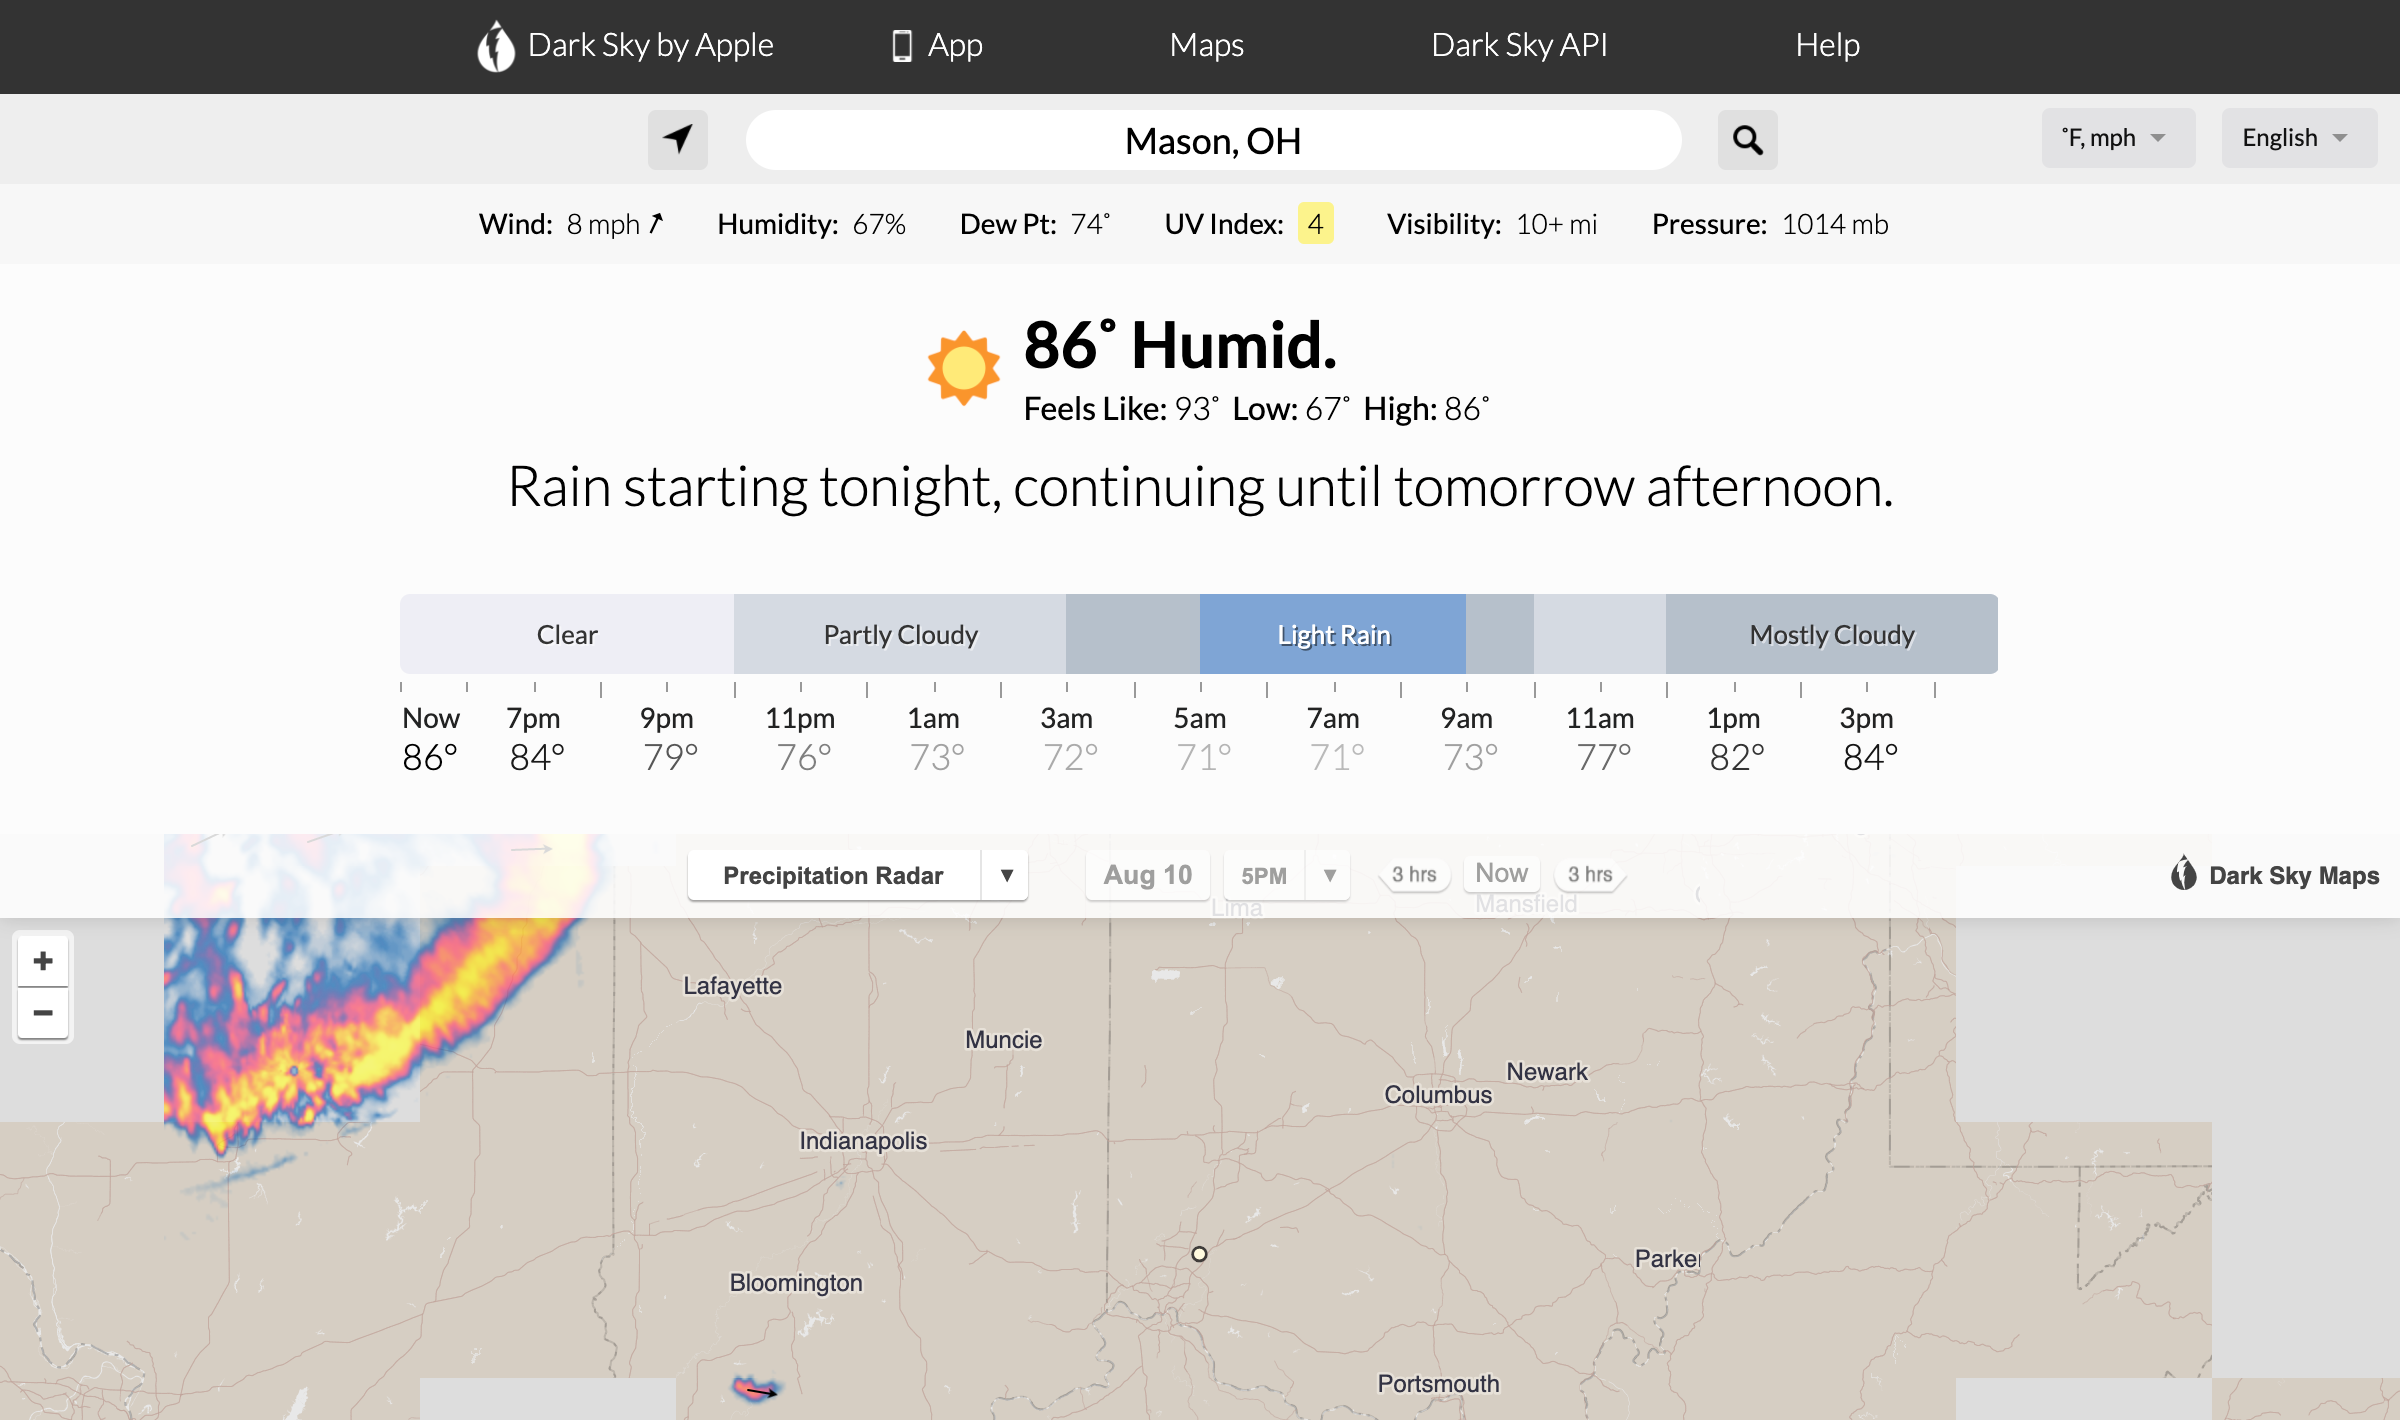 Dark Sky by Apple App Maps Dark Sky API Help
Mason, OH ˚F, mph English
Wind: 8 mph Humidity: 67% Dew Pt: 74˚ UV Index: 4 Visibility: 10+ mi Pressure: 1014 mb
86˚ Humid.
Feels Like: 93˚ Low: 67˚ High: 86˚
Rain starting tonight, continuing until tomorrow afternoon.
Clear Partly Cloudy Light Rain Mostly Cloudy
Now 7pm 9pm 11pm 1am 3am 5am 7am 9am 11am 1pm 3pm
86° 84° 79° 76° 73° 72° 71° 71° 73° 77° 82° 84°
Precipitation Radar ▼ Aug 10 5PM ▼ 3 hrs Now 3 hrs Dark Sky Maps
Lima Mansfield
+
Lafayette
−
Muncie
Newark
Columbus
Indianapolis
Parker
Bloomington
Portsmouth